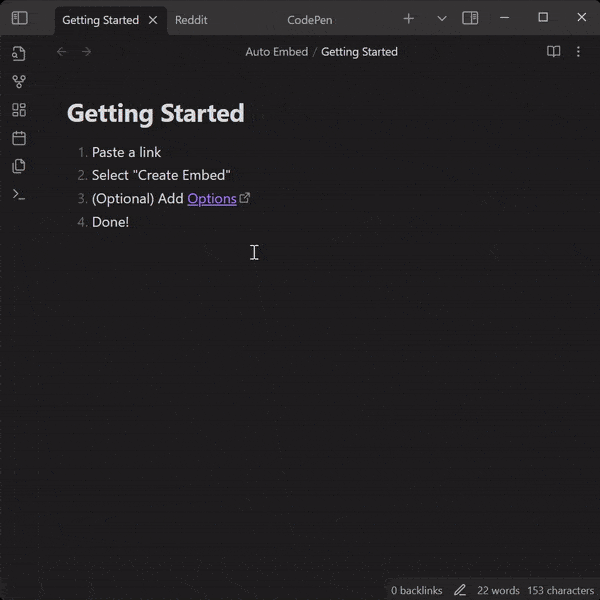 Getting Started
Reddit
CodePen
Auto Embed / Getting Started
Getting Started
1. Paste a link
2. Select "Create Embed"
3. (Optional) Add Options
4. Done!
0 backlinks 22 words 153 characters